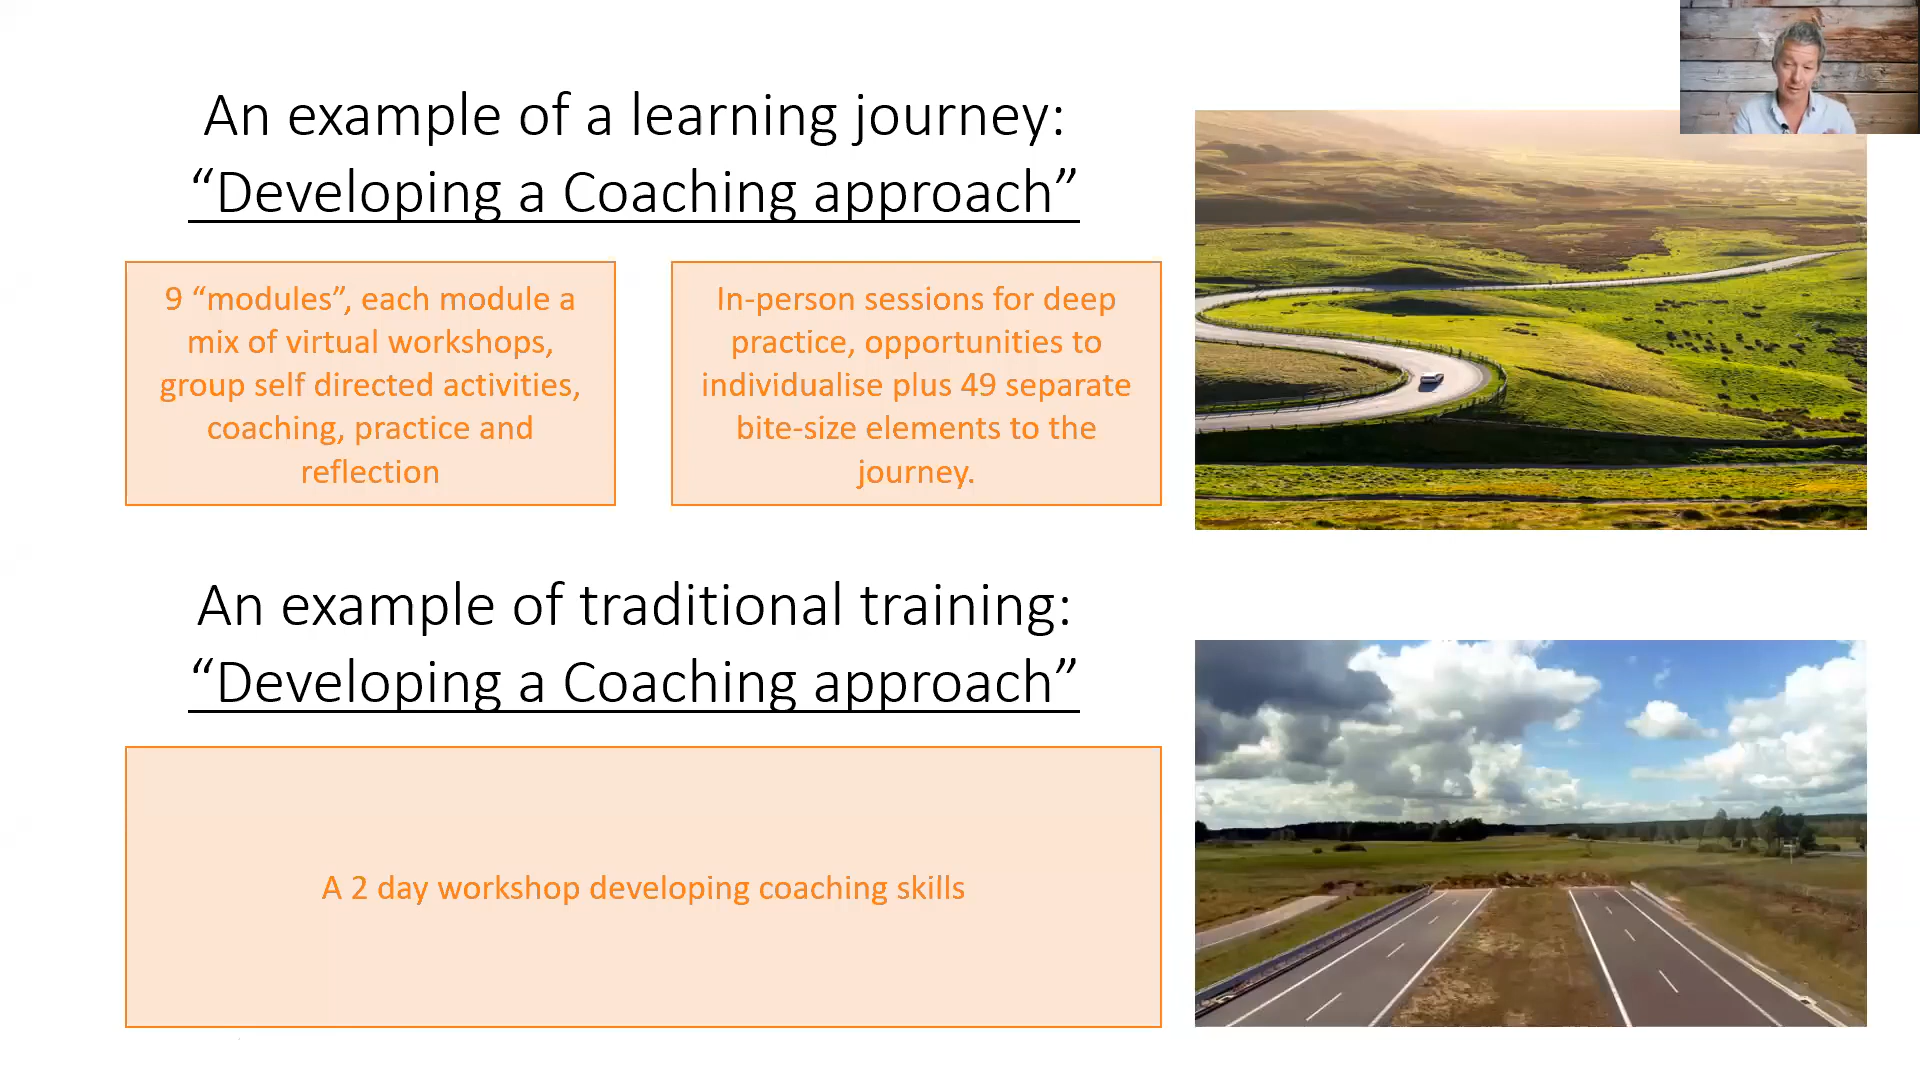 An example of a learning journey:
“Developing a Coaching approach”
9 “modules”, each module a
mix of virtual workshops,
group self directed activities,
coaching, practice and
reflection
In-person sessions for deep
practice, opportunities to
individualise plus 49 separate
bite-size elements to the
journey.
An example of traditional training:
“Developing a Coaching approach”
A 2 day workshop developing coaching skills